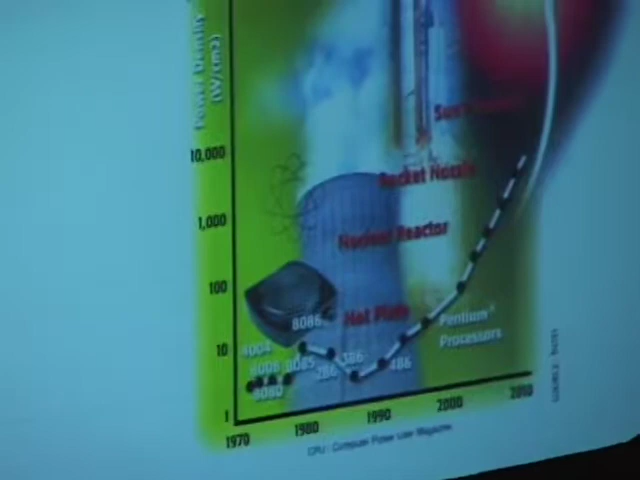 Power Density
(W/cm2)
10,000
1,000
100
10
1
Rocket Nozzle
Nuclear Reactor
Hot Plate
8086
4004
8008
8080
8085
286
386
486
Pentium®
Processors
1970
1980
1990
2000
2010
CPU : Computer Power User Magazine